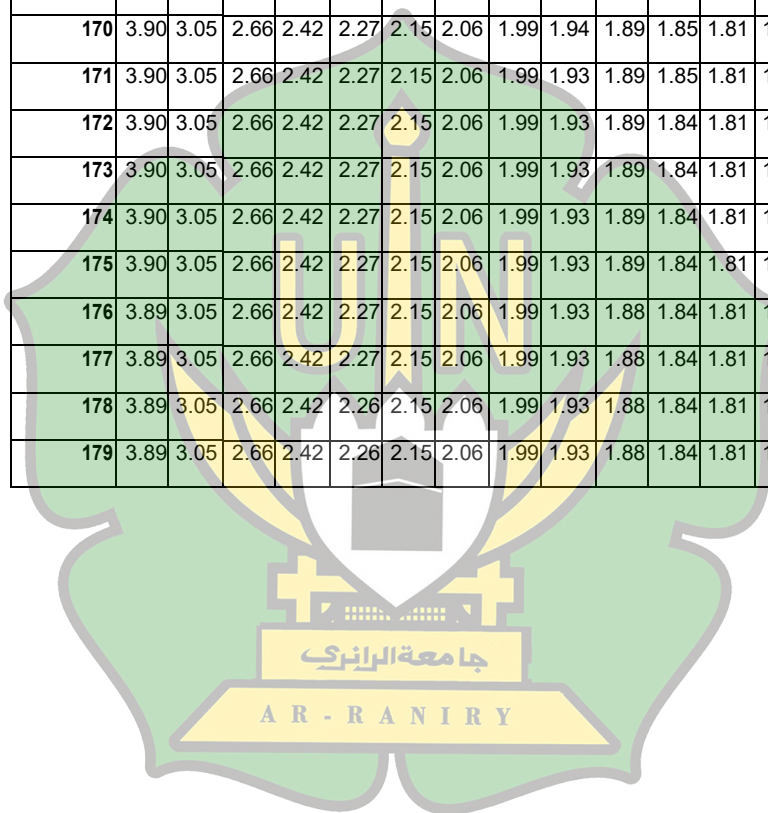 170 3.90 3.05 2.66 2.42 2.27 2.15 2.06 1.99 1.94 1.89 1.85 1.81
171 3.90 3.05 2.66 2.42 2.27 2.15 2.06 1.99 1.93 1.89 1.85 1.81
172 3.90 3.05 2.66 2.42 2.27 2.15 2.06 1.99 1.93 1.89 1.84 1.81
173 3.90 3.05 2.66 2.42 2.27 2.15 2.06 1.99 1.93 1.89 1.84 1.81
174 3.90 3.05 2.66 2.42 2.27 2.15 2.06 1.99 1.93 1.89 1.84 1.81
175 3.90 3.05 2.66 2.42 2.27 2.15 2.06 1.99 1.93 1.89 1.84 1.81
176 3.89 3.05 2.66 2.42 2.27 2.15 2.06 1.99 1.93 1.88 1.84 1.81
177 3.89 3.05 2.66 2.42 2.27 2.15 2.06 1.99 1.93 1.88 1.84 1.81
178 3.89 3.05 2.66 2.42 2.26 2.15 2.06 1.99 1.93 1.88 1.84 1.81
179 3.89 3.05 2.66 2.42 2.26 2.15 2.06 1.99 1.93 1.88 1.84 1.81
UIN
جامعة الرانري
AR-RANIRY